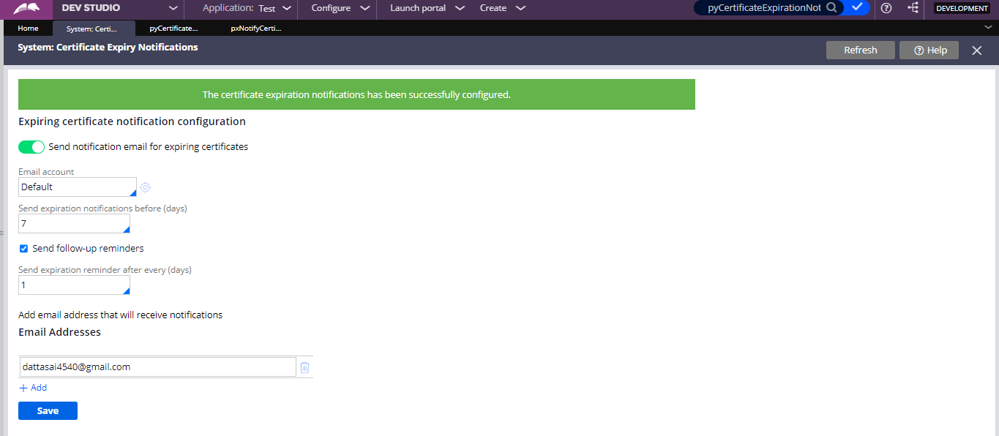 DEV STUDIO Application: Test Configure Launch portal Create pyCertificateExpirationNot DEVELOPMENT
Home System: Certi... pyCertificate... pxNotifyCerti...
System: Certificate Expiry Notifications Refresh Help
The certificate expiration notifications has been successfully configured.
Expiring certificate notification configuration
Send notification email for expiring certificates
Email account
Default
Send expiration notifications before (days)
7
Send follow-up reminders
Send expiration reminder after every (days)
1
Add email address that will receive notifications
Email Addresses
dattasai4540@gmail.com
+ Add
Save